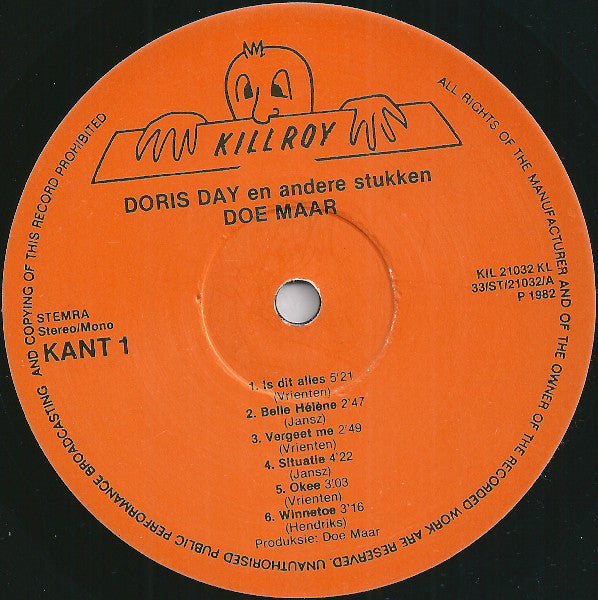 KILLROY
DORIS DAY en andere stukken
DOE MAAR
KIL 21032 KL
33/ST/21032/A
P 1982
STEMRA
Stereo/Mono
KANT 1
1. Is dit alles 5'21
(Vrienten)
2. Belle Hélène 2'47
(Jansz)
3. Vergeet me 2'49
(Vrienten)
4. Situatie 4'22
(Jansz)
5. Okee 3'03
(Vrienten)
6. Winnetoe 3'16
(Hendriks)
Produksie: Doe Maar
ALL RIGHTS OF THE MANUFACTURER AND OF THE OWNER OF THE RECORDED WORK ARE RESERVED. UNAUTHORISED PUBLIC PERFORMANCE BROADCASTING AND COPYING OF THIS RECORD PROHIBITED